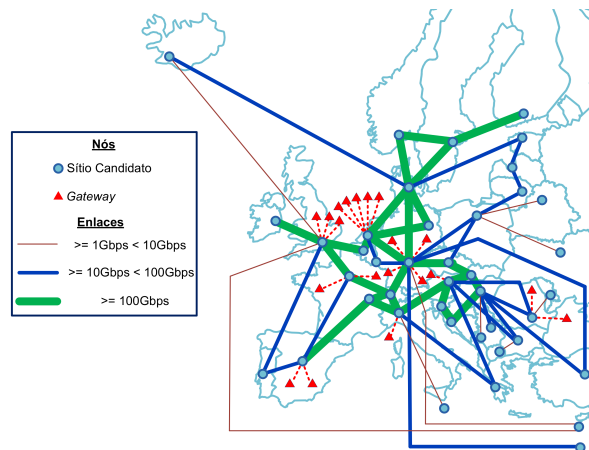 Nós
Sítio Candidato
Gateway
Enlaces
>= 1Gbps < 10Gbps
>= 10Gbps < 100Gbps
>= 100Gbps